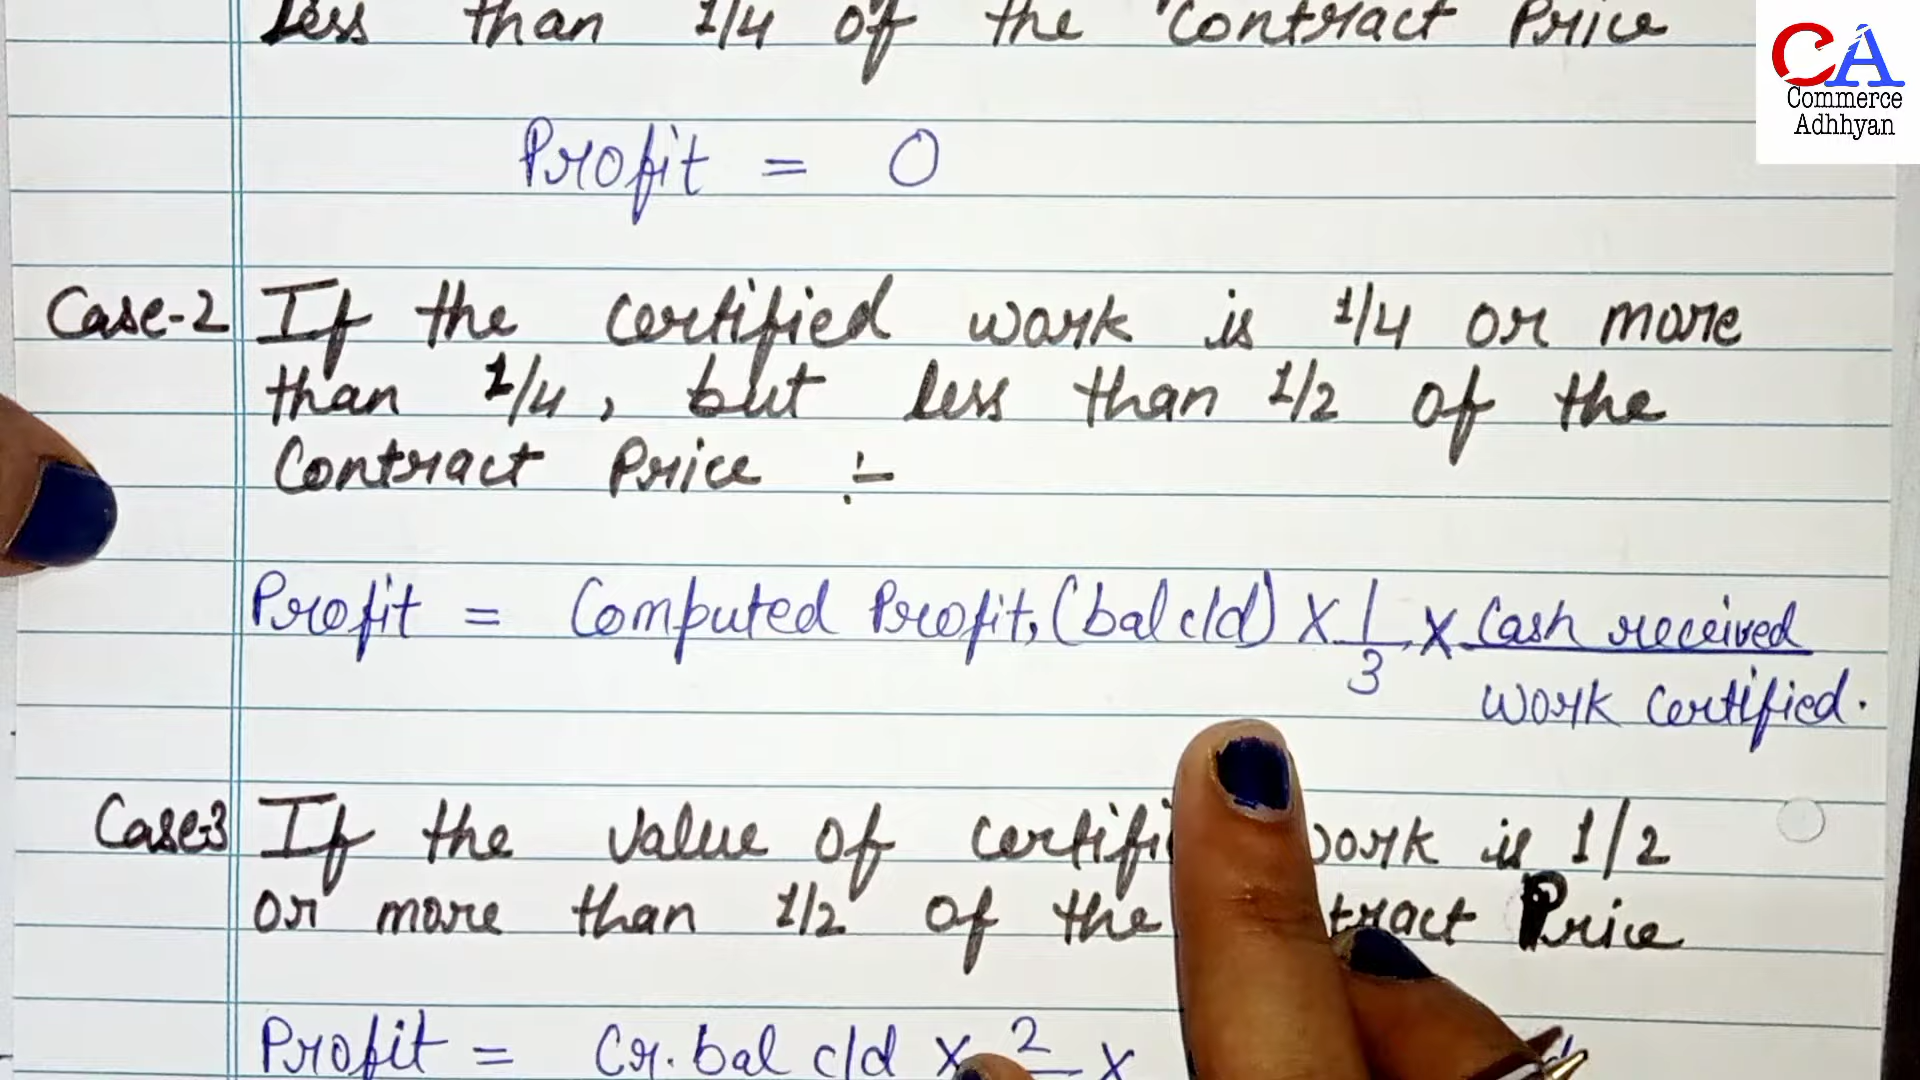 less than 1/4 of the Contract Price
CA
Commerce
Adhhyan
Profit = 0
Case-2 If the certified work is 1/4 or more
than 1/4, but less than 1/2 of the
Contract Price :-
Profit = Computed Profit, (bal c/d) X 1/3 X Cash received
Work Certified.
Case-3 If the value of work is 1/2
or more than 1/2 of the Price
Profit = Cr. bal c/d X 2 X